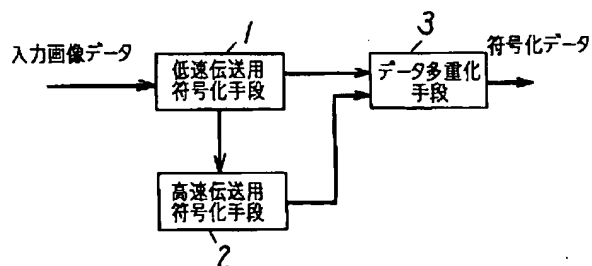 入力画像データ
1
低速伝送用
符号化手段
3
データ多重化
手段
符号化データ
高速伝送用
符号化手段
2